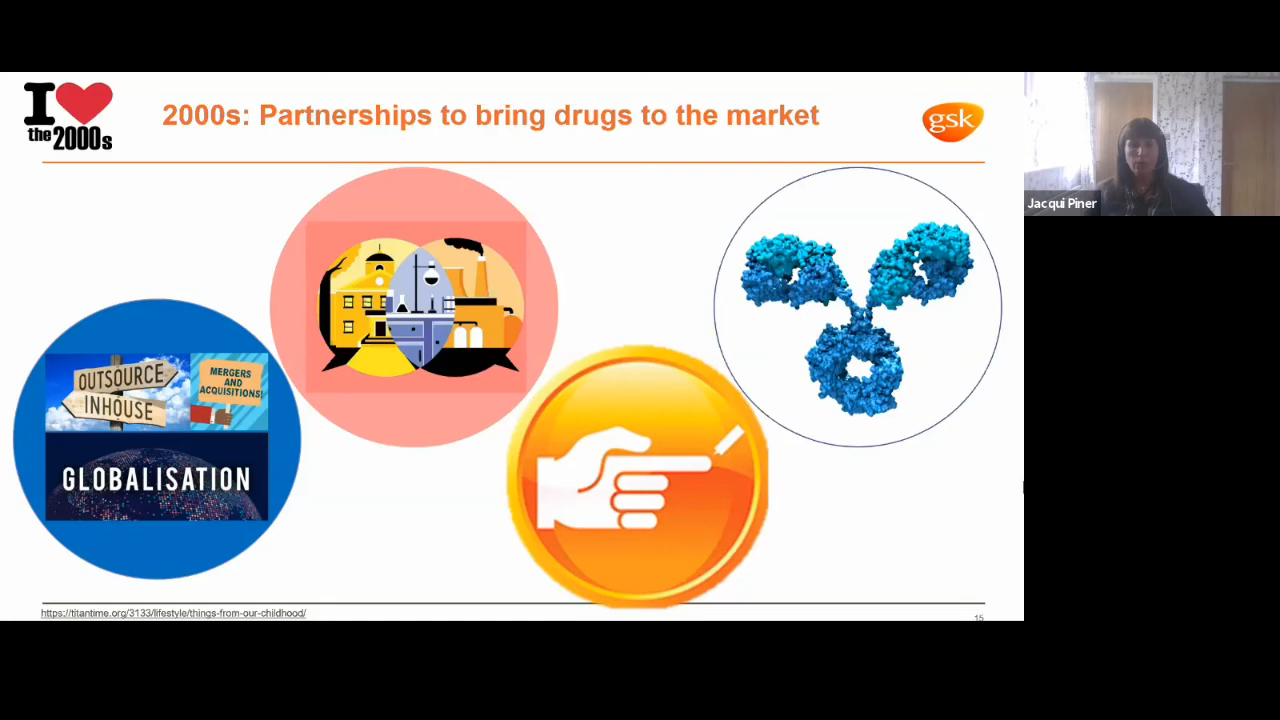 I
the 2000s
2000s: Partnerships to bring drugs to the market
gsk
Jacqui Piner
OUTSOURCE
INHOUSE
MERGERS
AND
ACQUISITIONS!
GLOBALISATION
https://titantime.org/3133/lifestyle/things-from-our-childhood/
15